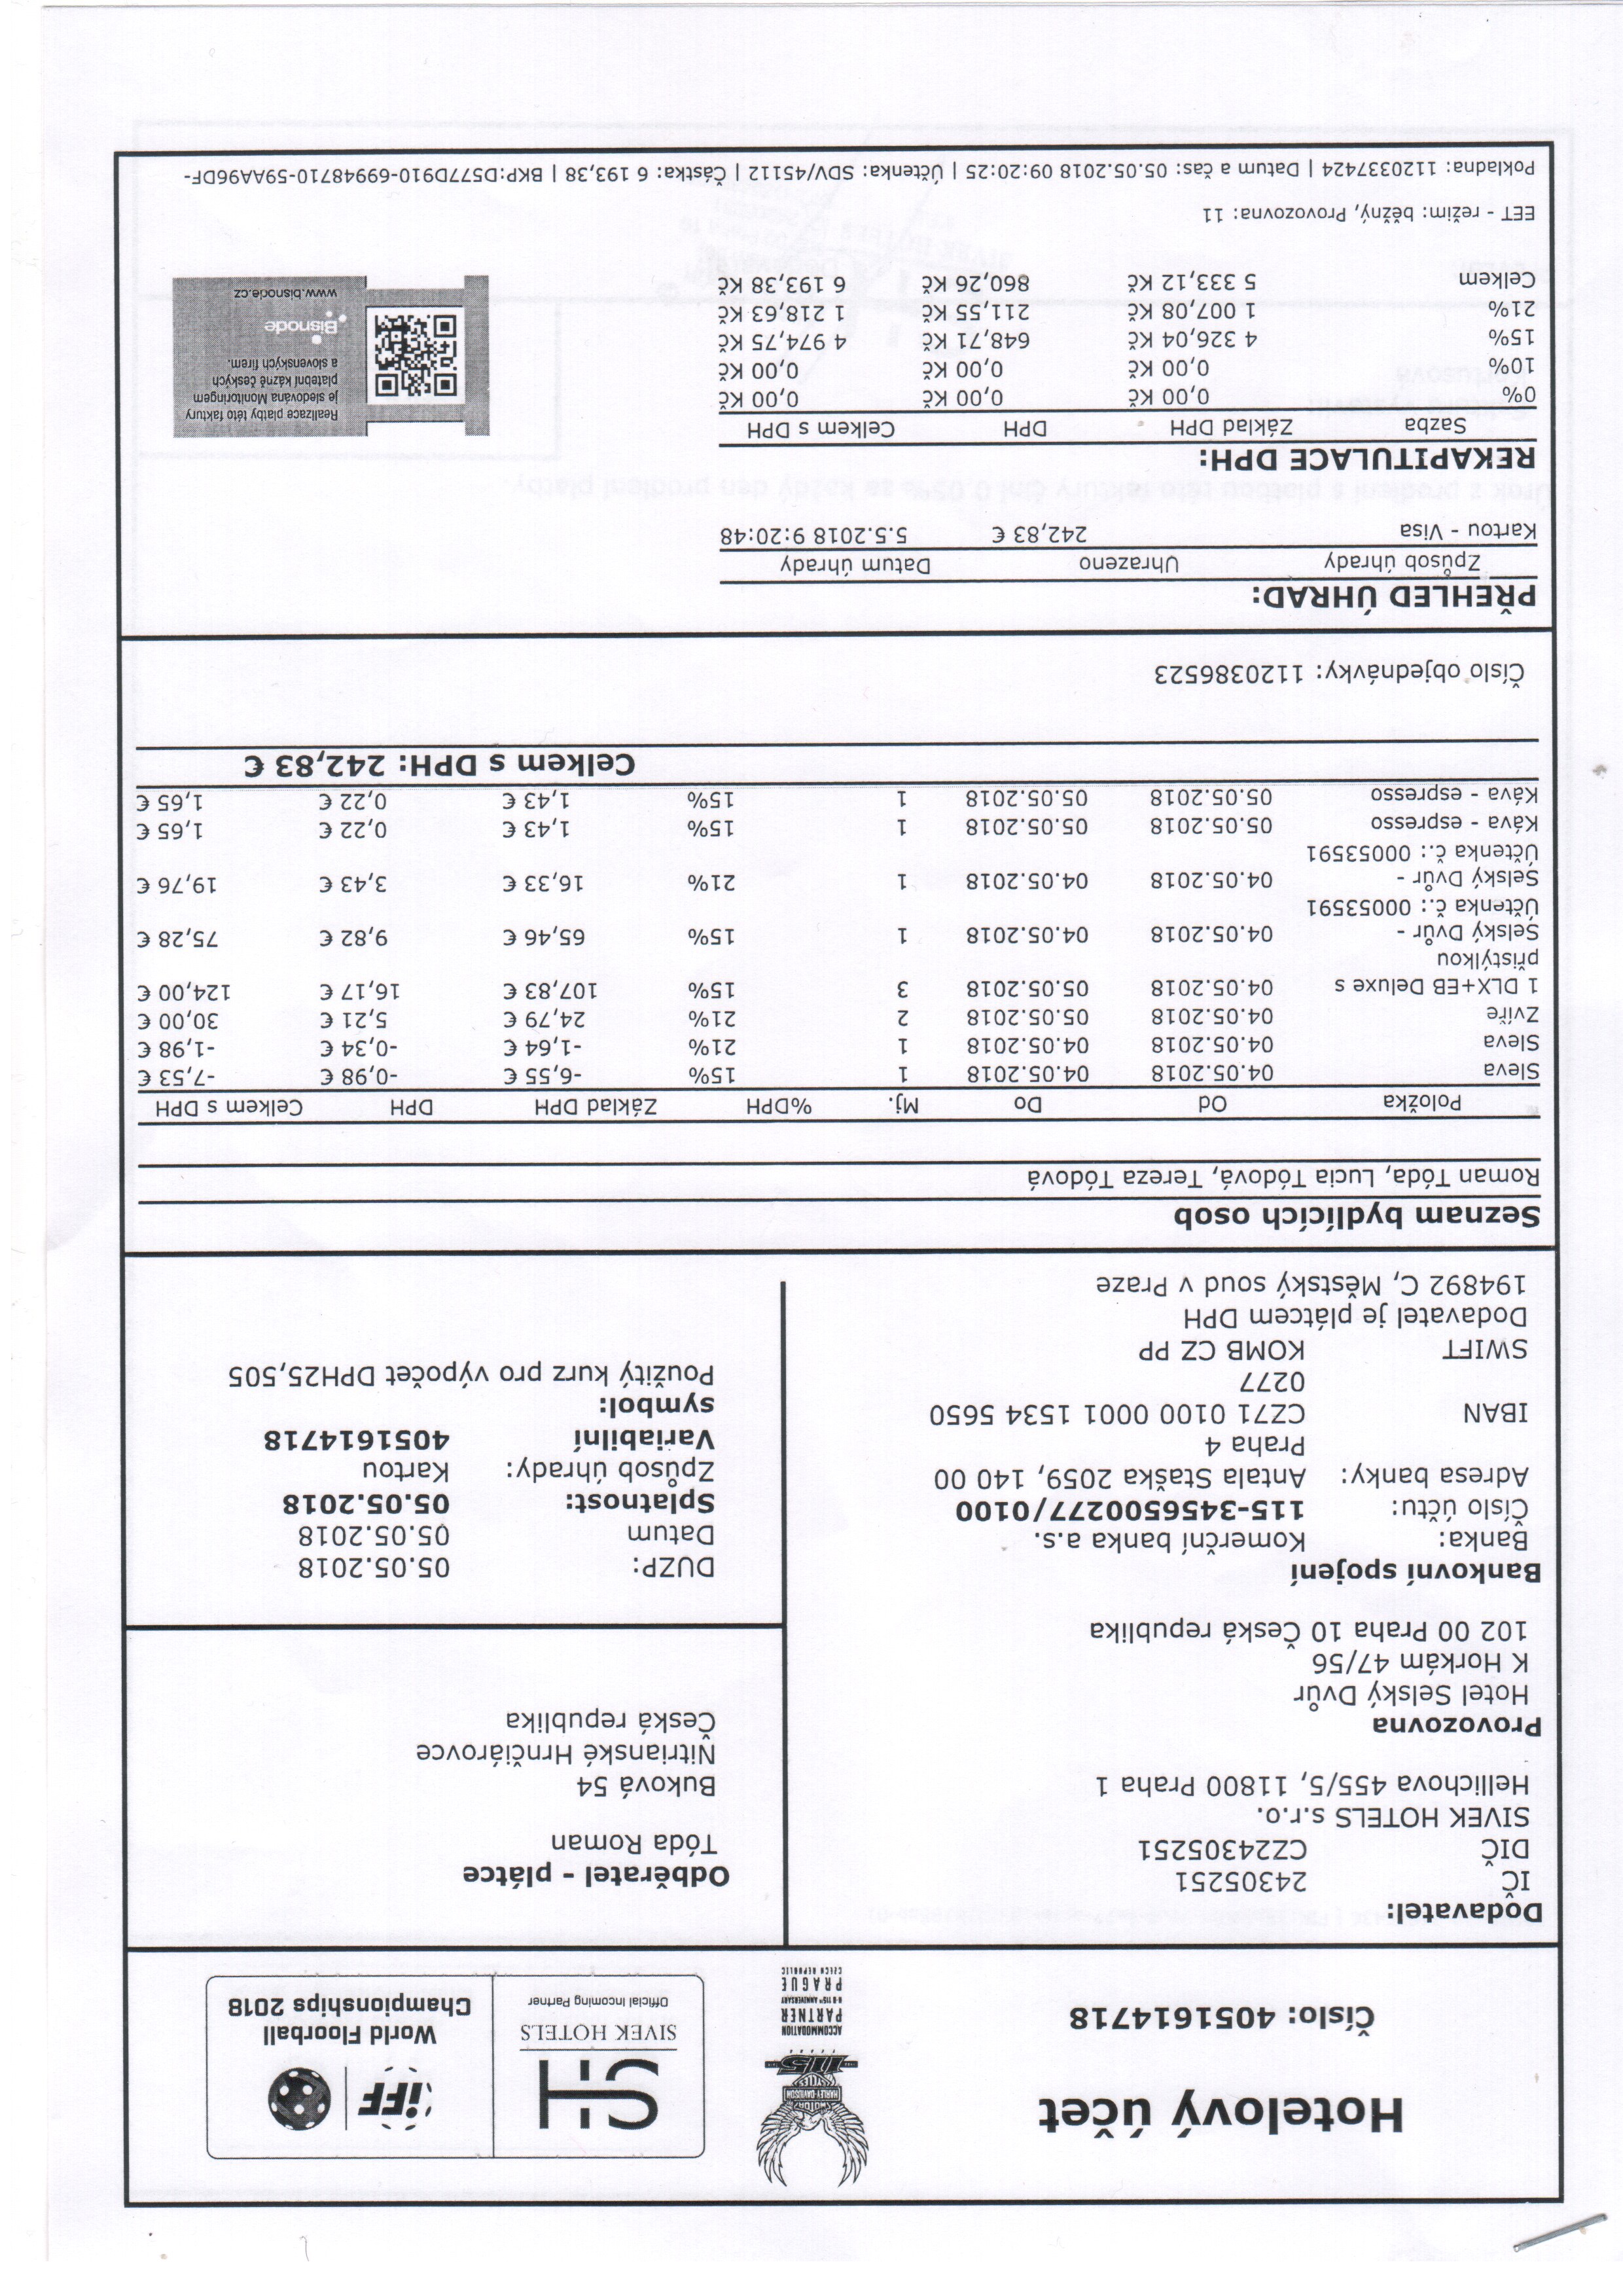 Hotelový účet
Číslo: 4051614718
MOTOR
HARLEY-DAVIDSON
CYCLES
115
ACCOMMODATION
PARTNER
H-D 115TH ANNIVERSARY
PRAGUE
CZECH REPUBLIC
SH
SIVEK HOTELS
Official Incoming Partner
iFF
World Floorball
Championships 2018
Dodavatel:
IČ 24305251
DIČ CZ24305251
SIVEK HOTELS s.r.o.
Hellichova 455/5, 11800 Praha 1
Provozovna
Hotel Selský Dvůr
K Horkám 47/56
102 00 Praha 10 Česká republika
Bankovní spojení
Banka: Komerční banka a.s.
Číslo účtu: 115-3456500277/0100
Adresa banky: Antala Staška 2059, 140 00
Praha 4
IBAN CZ71 0100 0001 1534 5650
0277
SWIFT KOMB CZ PP
Dodavatel je plátcem DPH
194892 C, Městský soud v Praze
Odběratel - plátce
Tóda Roman
Buková 54
Nitrianské Hrnčiárovce
Česká republika
DUZP: 05.05.2018
Datum 05.05.2018
Splatnost: 05.05.2018
Způsob úhrady: Kartou
Variabilní 4051614718
symbol:
Použitý kurz pro výpočet DPH25,505
Seznam bydlících osob
Roman Tóda, Lucia Tódová, Tereza Tódová
Položka Od Do Mj. %DPH Základ DPH DPH Celkem s DPH
Sleva 04.05.2018 04.05.2018 1 15% -6,55 € -0,98 € -7,53 €
Sleva 04.05.2018 04.05.2018 1 21% -1,64 € -0,34 € -1,98 €
Zvíře 04.05.2018 05.05.2018 2 21% 24,79 € 5,21 € 30,00 €
1 DLX+EB Deluxe s 04.05.2018 05.05.2018 3 15% 107,83 € 16,17 € 124,00 €
přistýlkou
Selský Dvůr - 04.05.2018 04.05.2018 1 15% 65,46 € 9,82 € 75,28 €
Účtenka č.: 00053591
Selský Dvůr - 04.05.2018 04.05.2018 1 21% 16,33 € 3,43 € 19,76 €
Účtenka č.: 00053591
Káva - espresso 05.05.2018 05.05.2018 1 15% 1,43 € 0,22 € 1,65 €
Káva - espresso 05.05.2018 05.05.2018 1 15% 1,43 € 0,22 € 1,65 €
Celkem s DPH: 242,83 €
Číslo objednávky: 1120386523
PŘEHLED ÚHRAD:
Způsob úhrady Uhrazeno Datum úhrady
Kartou - Visa 242,83 € 5.5.2018 9:20:48
REKAPITULACE DPH:
Sazba Základ DPH DPH Celkem s DPH
0% 0,00 Kč 0,00 Kč 0,00 Kč
10% 0,00 Kč 0,00 Kč 0,00 Kč
15% 4 326,04 Kč 648,71 Kč 4 974,75 Kč
21% 1 007,08 Kč 211,55 Kč 1 218,63 Kč
Celkem 5 333,12 Kč 860,26 Kč 6 193,38 Kč
Realizace platby této faktury
je sledována Monitoringem
platební kázně českých
a slovenských firem.
Bisnode
www.bisnode.cz
EET - režim: běžný, Provozovna: 11
Pokladna: 1120337424 | Datum a čas: 05.05.2018 09:20:25 | Účtenka: SDV/45112 | Částka: 6 193,38 | BKP:D577D910-69948710-59AA96DF-